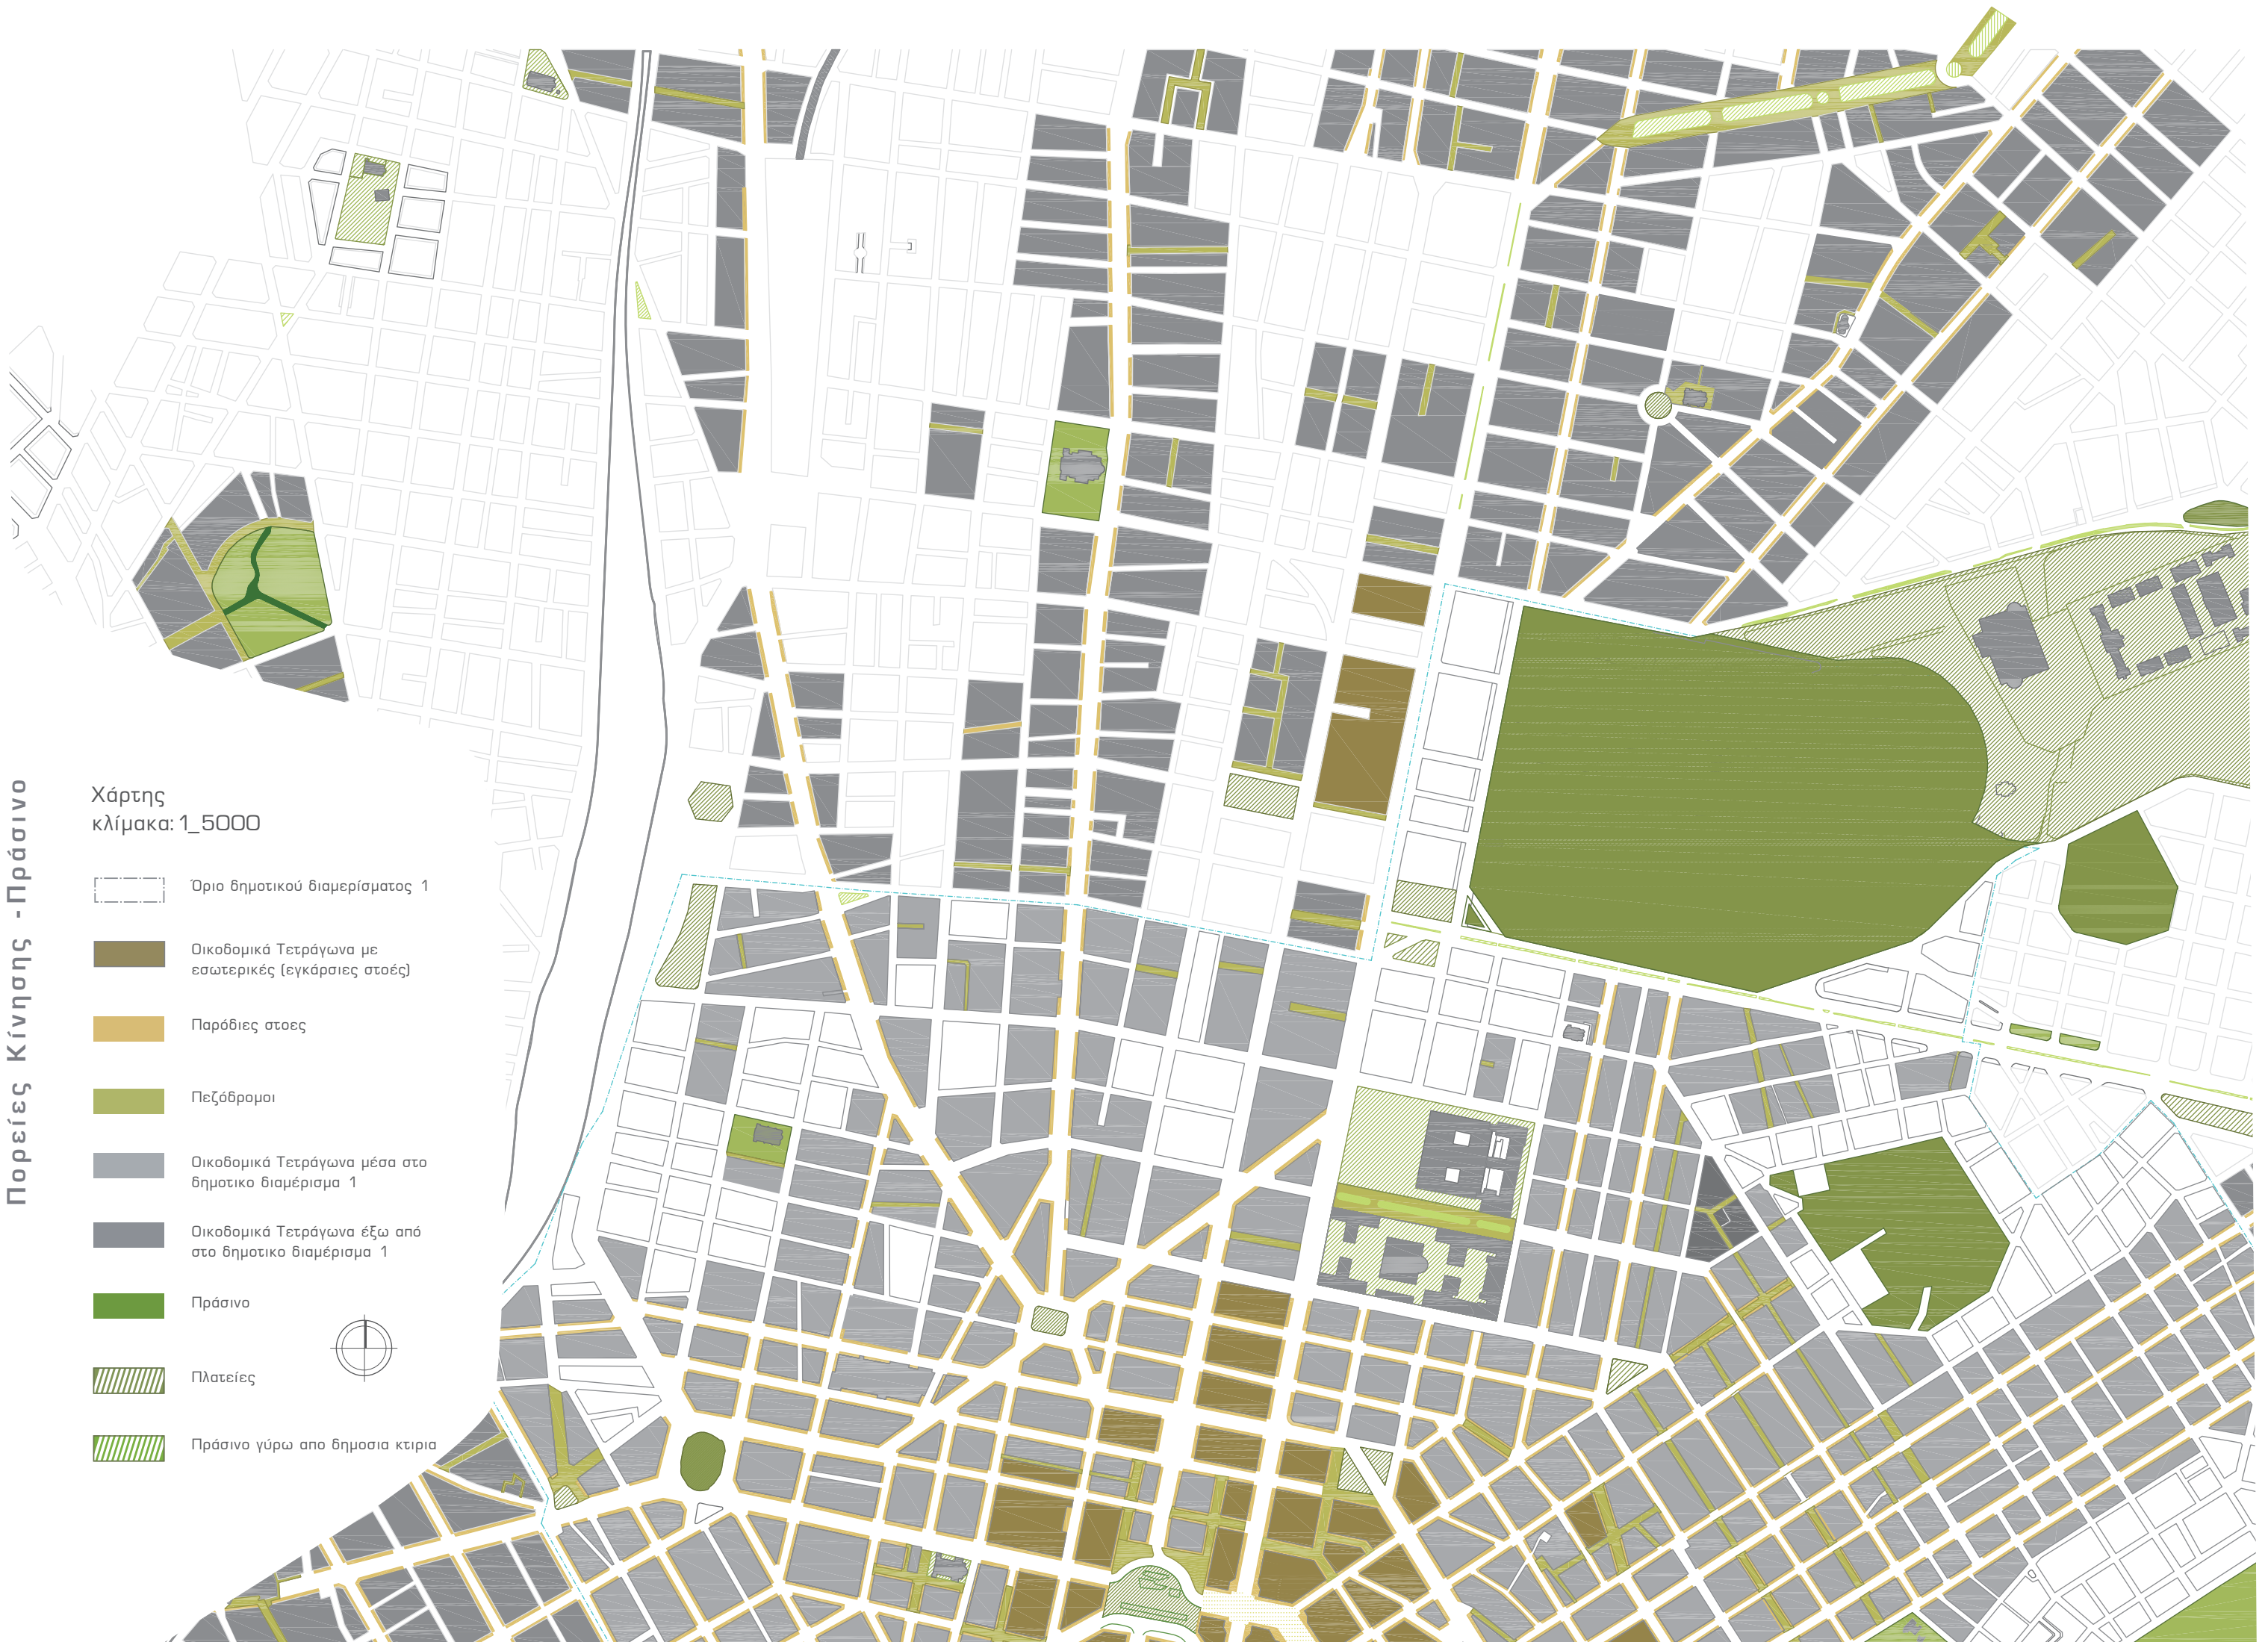 Πορείες Κίνησης -Πράσινο
Χάρτης
κλίμακα: 1_5000
Όριο δημοτικού διαμερίσματος 1
Οικοδομικά Τετράγωνα με
εσωτερικές (εγκάρσιες στοές)
Παρόδιες στοες
Πεζόδρομοι
Οικοδομικά Τετράγωνα μέσα στο
δημοτικο διαμέρισμα 1
Οικοδομικά Τετράγωνα έξω από
στο δημοτικο διαμέρισμα 1
Πράσινο
Πλατείες
Πράσινο γύρω απο δημοσια κτιρια